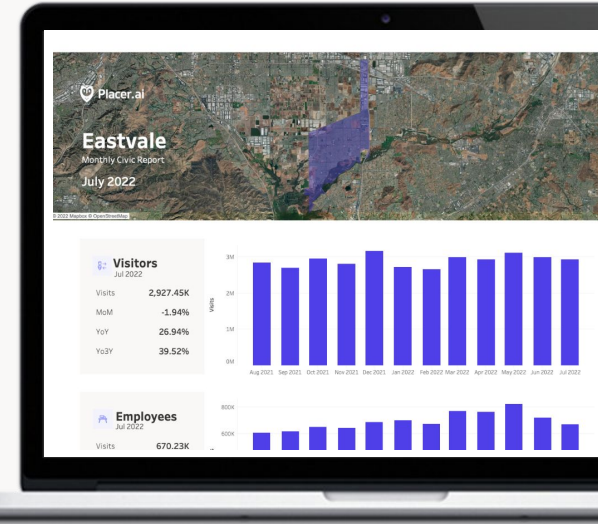 Placer.ai
Eastvale
Monthly Civic Report
July 2022
© 2022 Mapbox © OpenStreetMap
Visitors
Jul 2022
Visits 2,927.45K
MoM -1.94%
YoY 26.94%
Yo3Y 39.52%
Visits
3M
2M
1M
0M
Aug 2021 Sep 2021 Oct 2021 Nov 2021 Dec 2021 Jan 2022 Feb 2022 Mar 2022 Apr 2022 May 2022 Jun 2022 Jul 2022
Employees
Jul 2022
Visits 670.23K
800K
600K